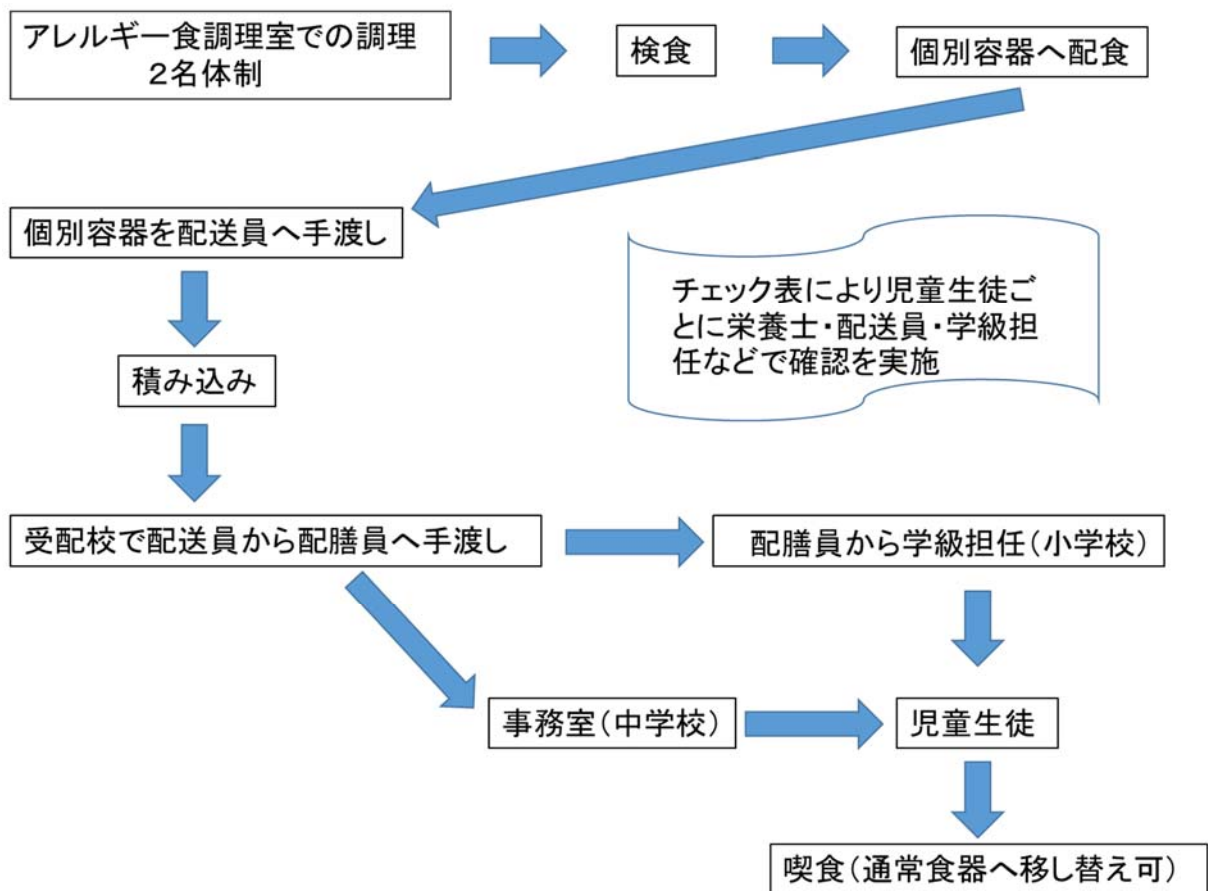 アレルギー食調理室での調理
2名体制
検食
個別容器へ配食
個別容器を配送員へ手渡し
チェック表により児童生徒ご
とに栄養士・配送員・学級担
任などで確認を実施
積み込み
受配校で配送員から配膳員へ手渡し
配膳員から学級担任(小学校)
事務室(中学校)
児童生徒
喫食(通常食器へ移し替え可)